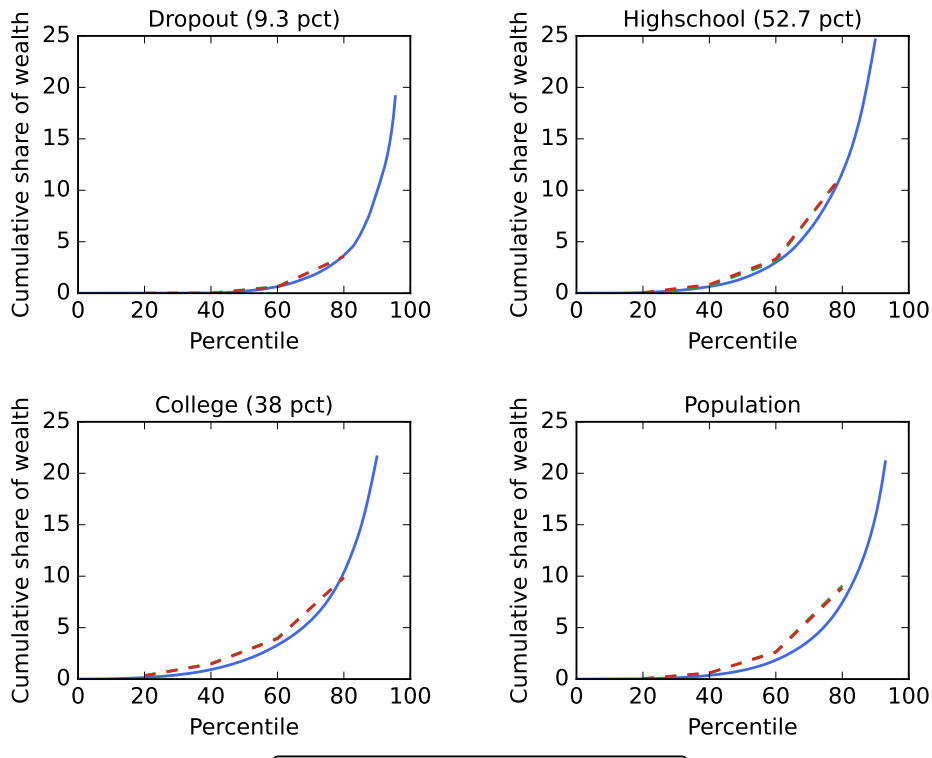 Dropout (9.3 pct)
Cumulative share of wealth
25
20
15
10
5
0
0 20 40 60 80 100
Percentile
Highschool (52.7 pct)
Cumulative share of wealth
25
20
15
10
5
0
0 20 40 60 80 100
Percentile
College (38 pct)
Cumulative share of wealth
25
20
15
10
5
0
0 20 40 60 80 100
Percentile
Population
Cumulative share of wealth
25
20
15
10
5
0
0 20 40 60 80 100
Percentile